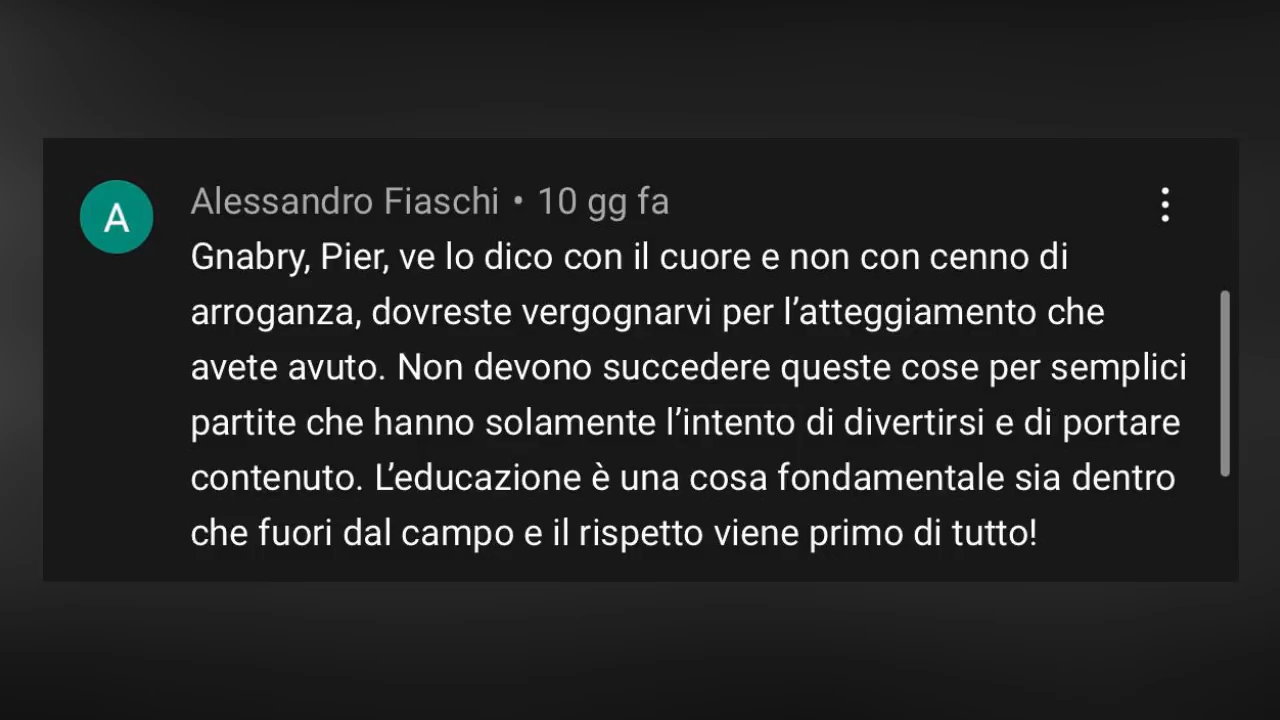 A
Alessandro Fiaschi • 10 gg fa
Gnabry, Pier, ve lo dico con il cuore e non con cenno di
arroganza, dovreste vergognarvi per l’atteggiamento che
avete avuto. Non devono succedere queste cose per semplici
partite che hanno solamente l’intento di divertirsi e di portare
contenuto. L’educazione è una cosa fondamentale sia dentro
che fuori dal campo e il rispetto viene primo di tutto!